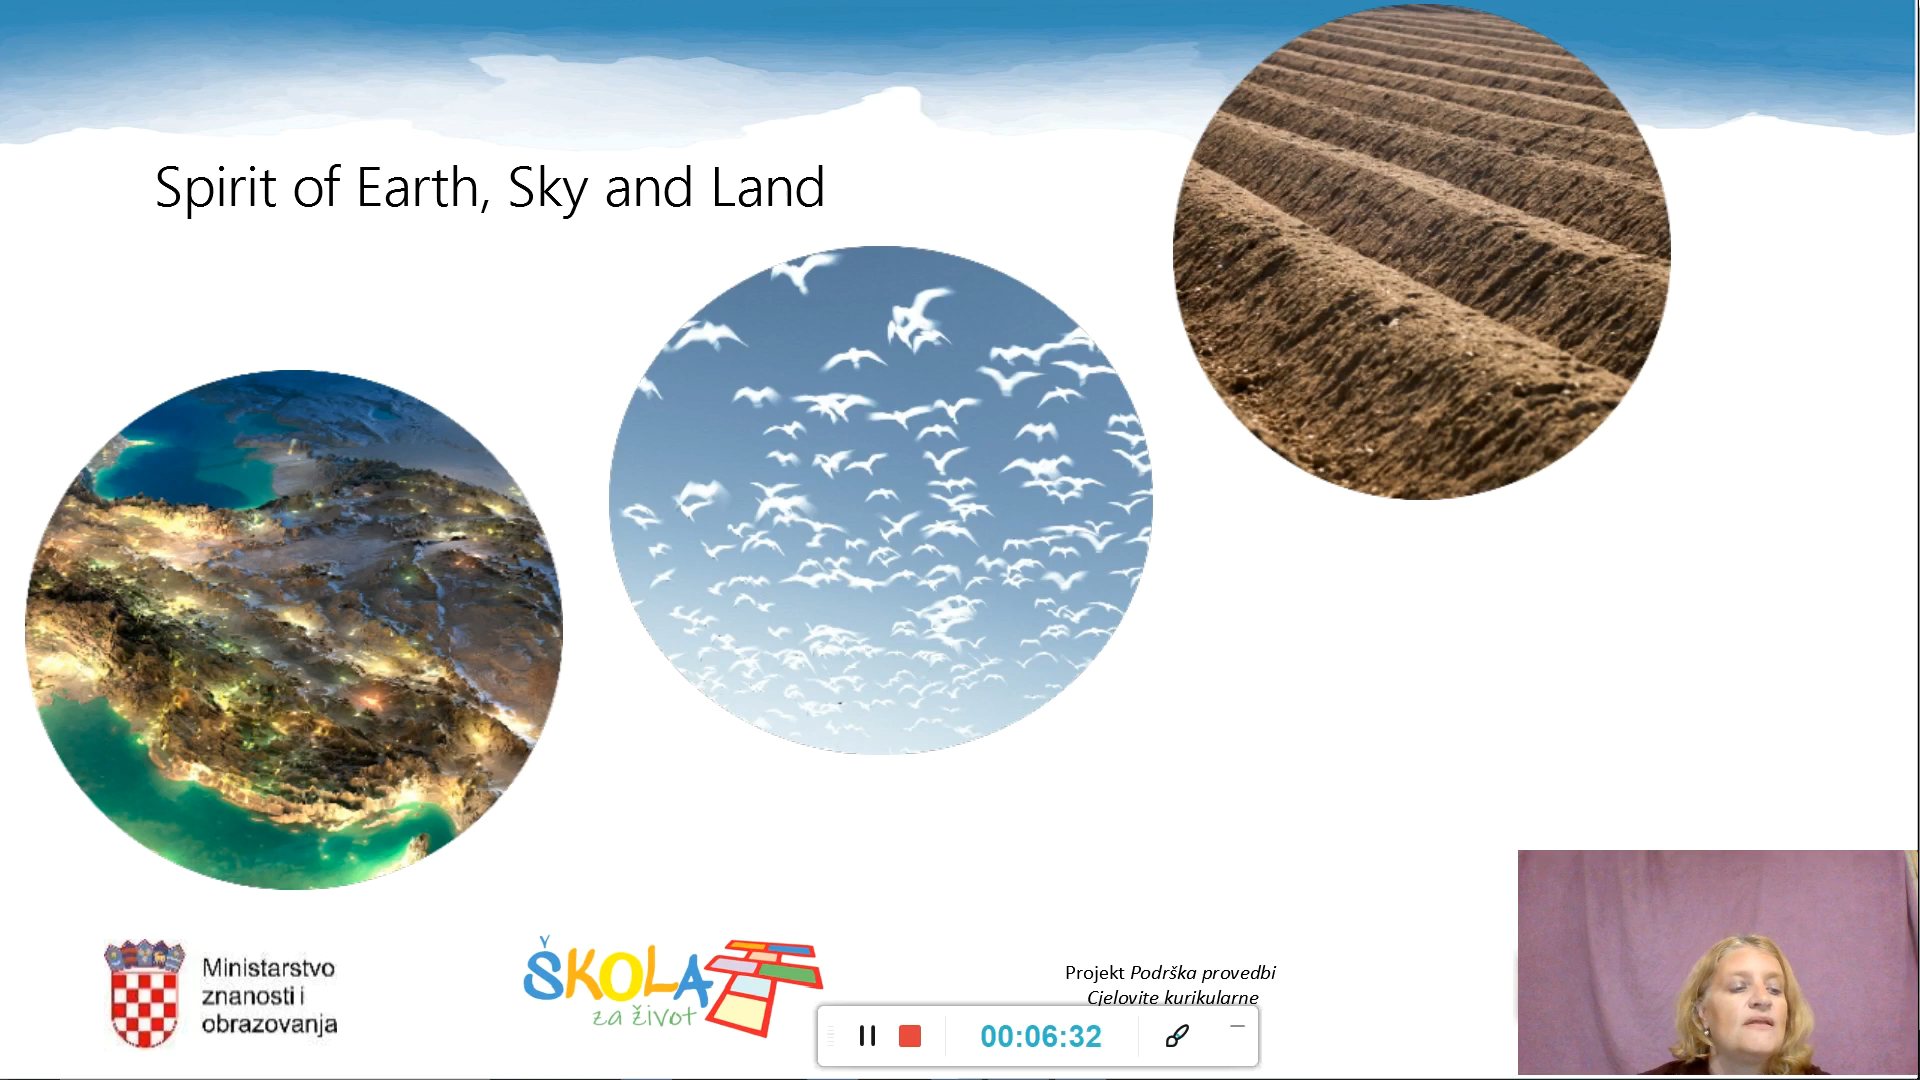 Spirit of Earth, Sky and Land
Ministarstvo
znanosti i
obrazovanja
ŠKOLA
za život
Projekt Podrška provedbi
Cjelovite kurikularne
00:06:32